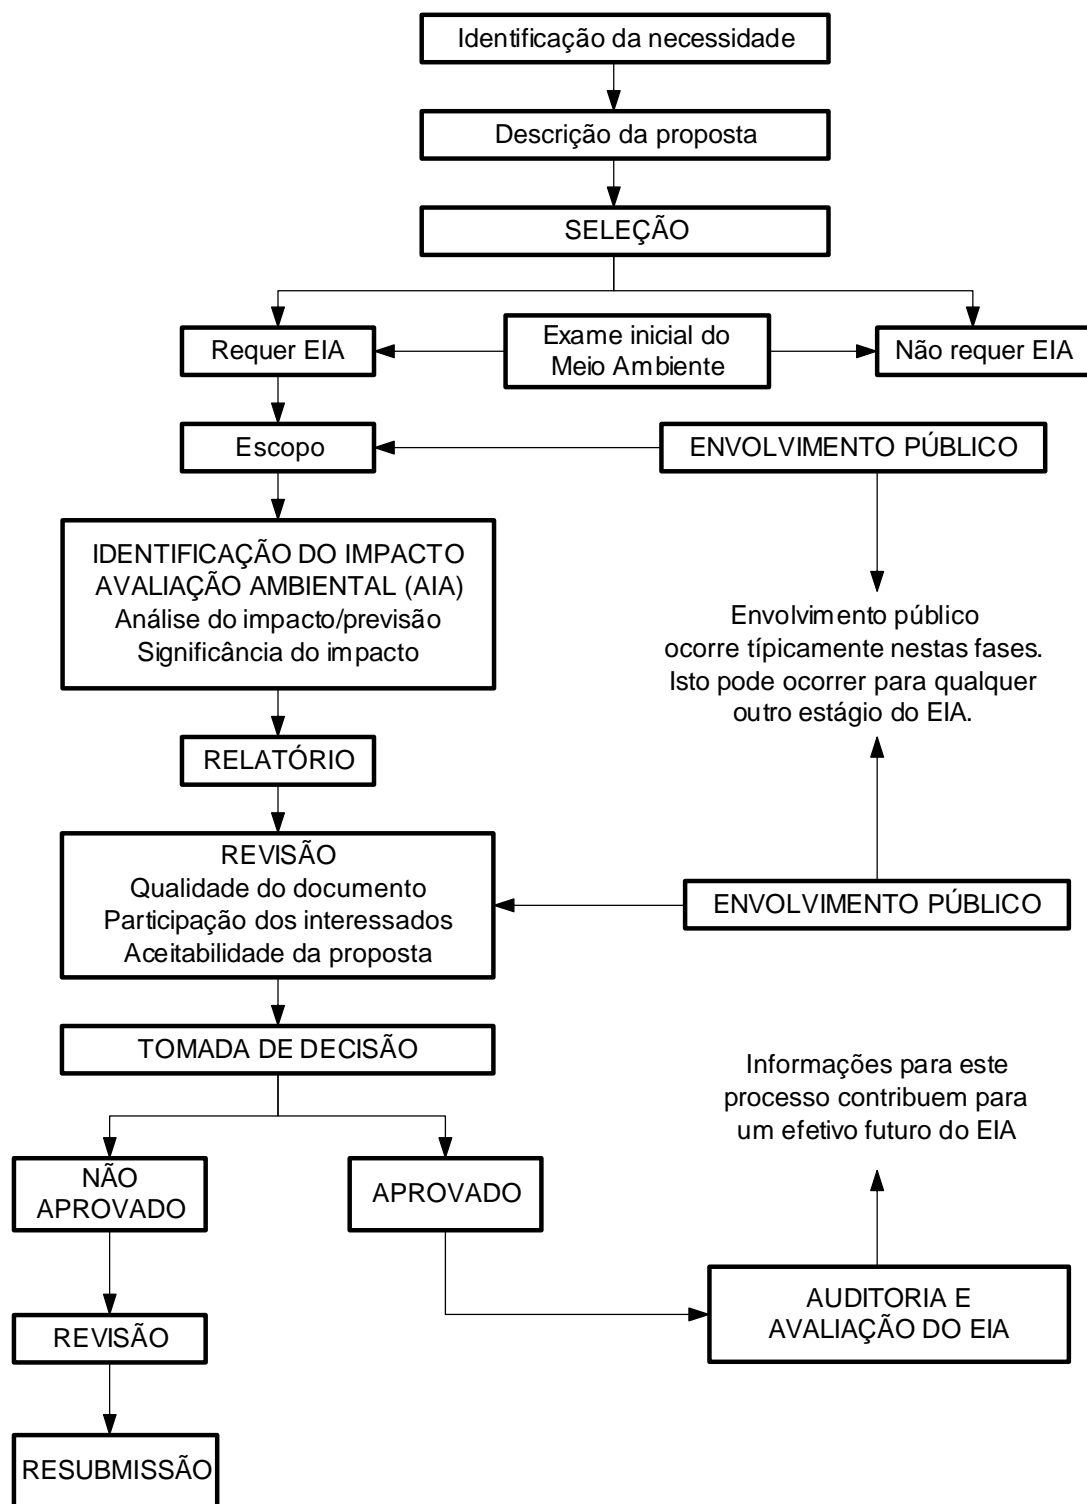 Identificação da necessidade
Descrição da proposta
SELEÇÃO
Requer EIA
Exame inicial do
Meio Ambiente
Não requer EIA
Escopo
ENVOLVIMENTO PÚBLICO
IDENTIFICAÇÃO DO IMPACTO
AVALIAÇÃO AMBIENTAL (AIA)
Análise do impacto/previsão
Significância do impacto
Envolvimento público
ocorre típicamente nestas fases.
Isto pode ocorrer para qualquer
outro estágio do EIA.
RELATÓRIO
REVISÃO
Qualidade do documento
Participação dos interessados
Aceitabilidade da proposta
ENVOLVIMENTO PÚBLICO
TOMADA DE DECISÃO
Informações para este
processo contribuem para
um efetivo futuro do EIA
NÃO
APROVADO
APROVADO
AUDITORIA E
AVALIAÇÃO DO EIA
REVISÃO
RESUBMISSÃO